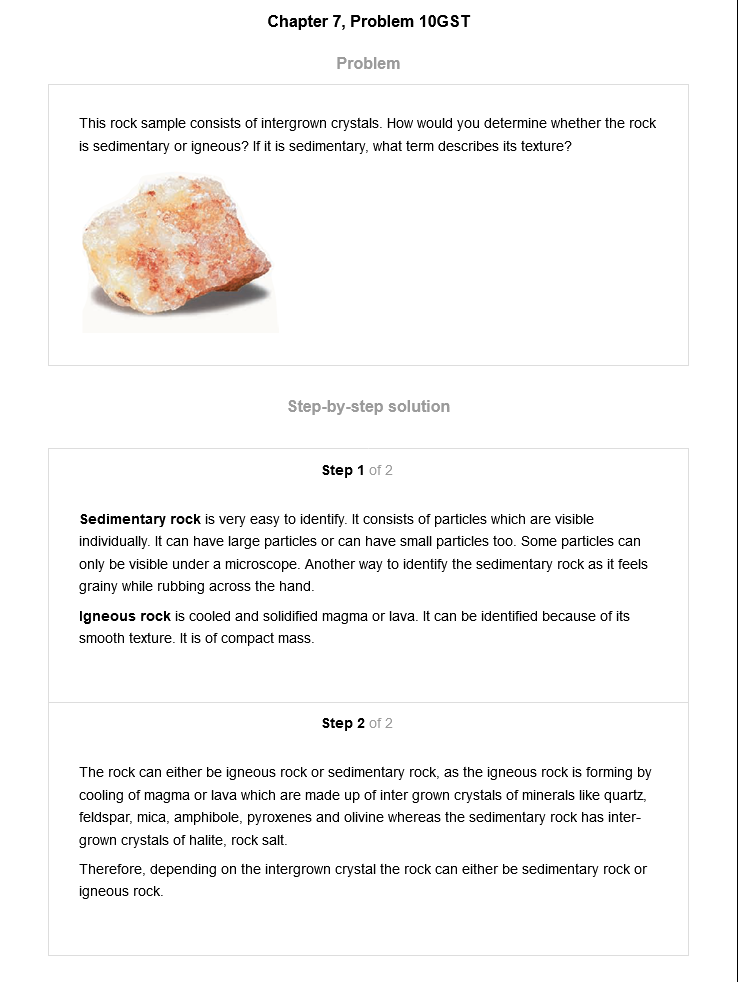 Chapter 7, Problem 10GST
Problem
This rock sample consists of intergrown crystals. How would you determine whether the rock
is sedimentary or igneous? If it is sedimentary, what term describes its texture?
Step-by-step solution
Step 1 of 2
Sedimentary rock is very easy to identify. It consists of particles which are visible
individually. It can have large particles or can have small particles too. Some particles can
only be visible under a microscope. Another way to identify the sedimentary rock as it feels
grainy while rubbing across the hand.
Igneous rock is cooled and solidified magma or lava. It can be identified because of its
smooth texture. It is of compact mass.
Step 2 of 2
The rock can either be igneous rock or sedimentary rock, as the igneous rock is forming by
cooling of magma or lava which are made up of inter grown crystals of minerals like quartz,
feldspar, mica, amphibole, pyroxenes and olivine whereas the sedimentary rock has inter-
grown crystals of halite, rock salt.
Therefore, depending on the intergrown crystal the rock can either be sedimentary rock or
igneous rock.